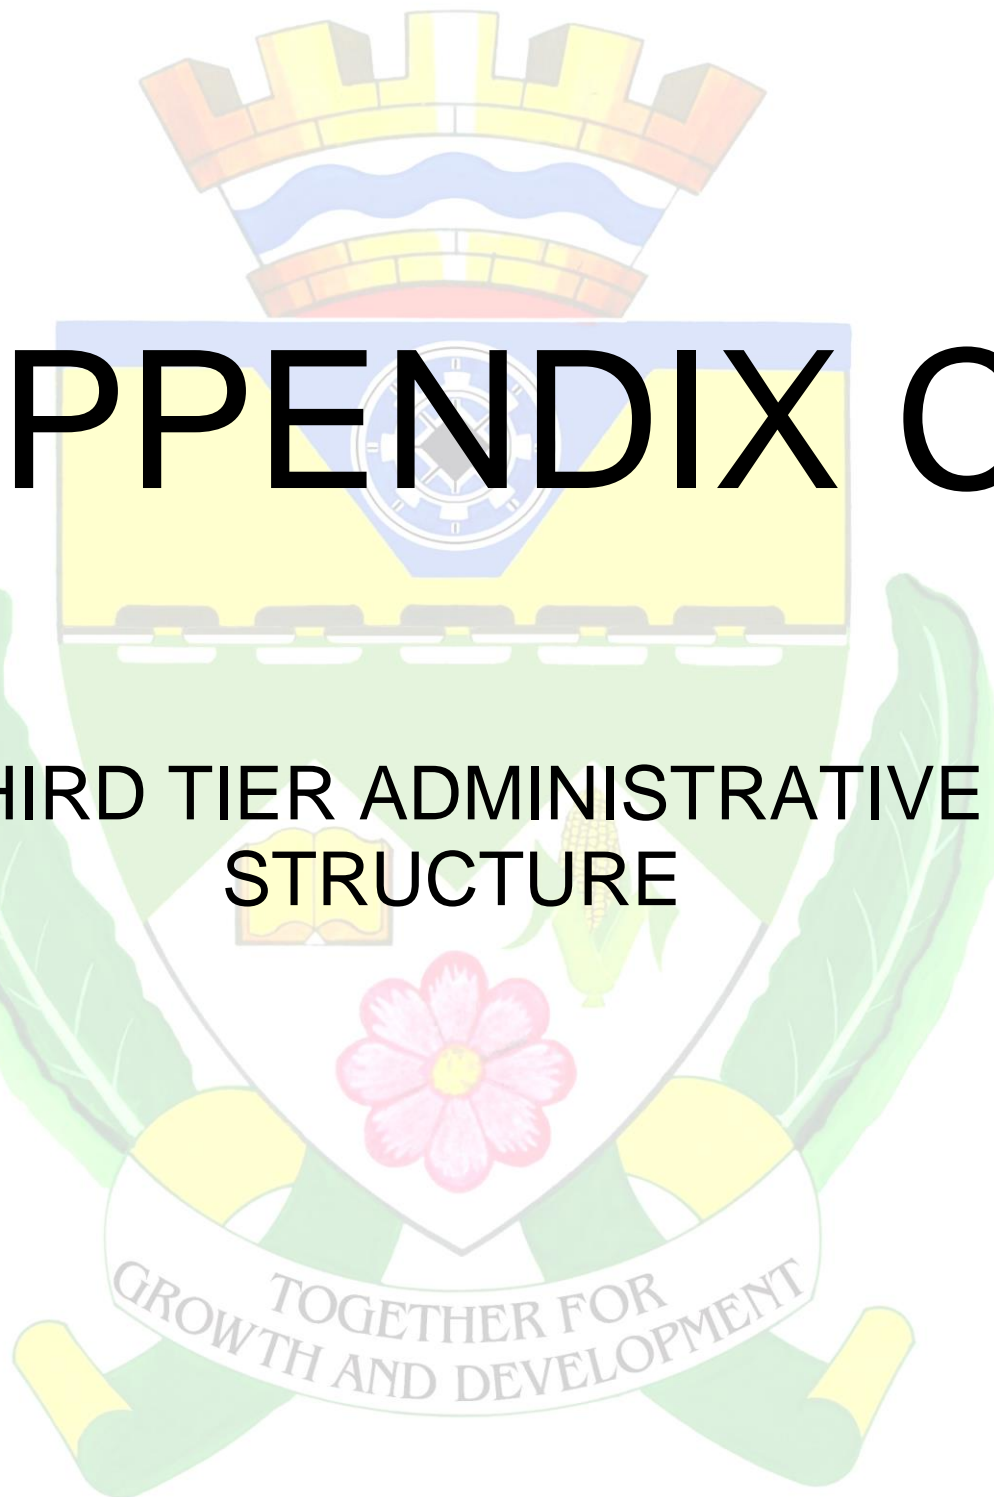 PPENDIX C
HIRD TIER ADMINISTRATIVE
STRUCTURE
TOGETHER FOR
GROWTH AND DEVELOPMENT